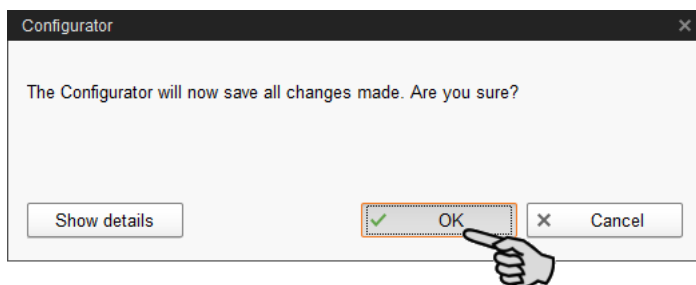 Configurator
The Configurator will now save all changes made. Are you sure?
Show details
OK
Cancel